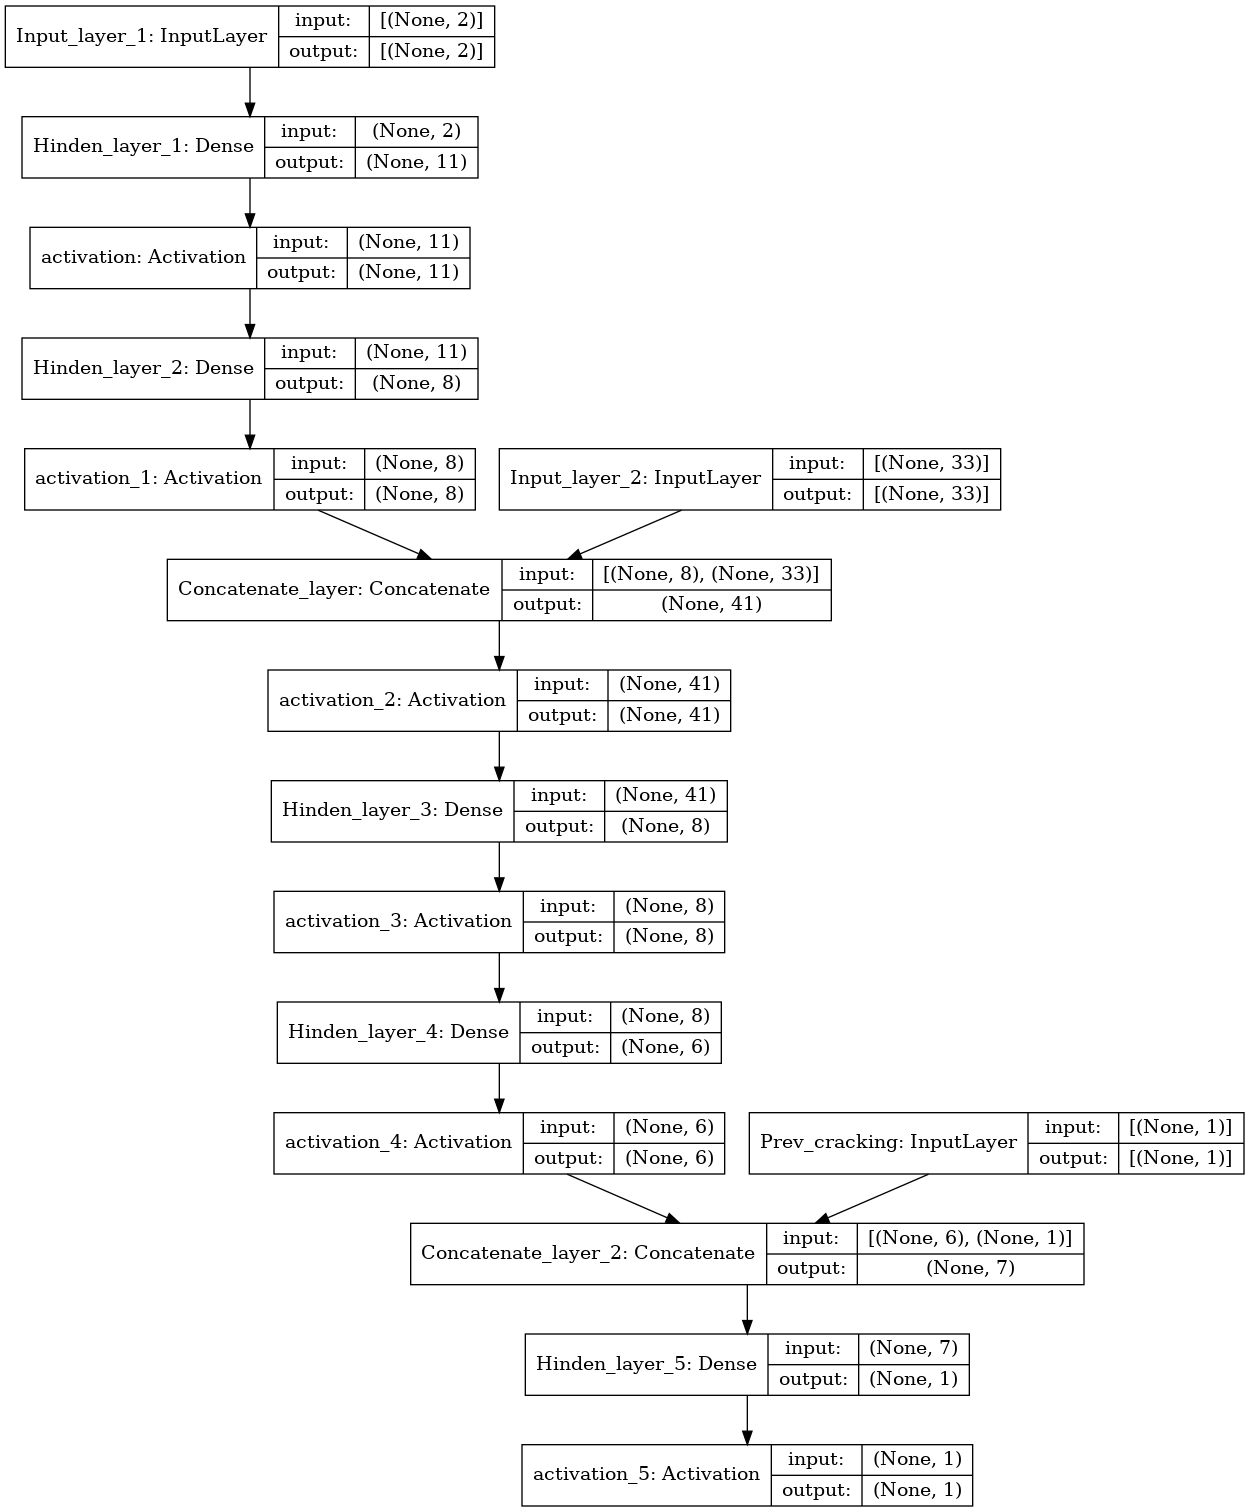 Input_layer_1: InputLayer
input: [(None, 2)]
output: [(None, 2)]
Hinden_layer_1: Dense
input: (None, 2)
output: (None, 11)
activation: Activation
input: (None, 11)
output: (None, 11)
Hinden_layer_2: Dense
input: (None, 11)
output: (None, 8)
activation_1: Activation
input: (None, 8)
output: (None, 8)
Input_layer_2: InputLayer
input: [(None, 33)]
output: [(None, 33)]
Concatenate_layer: Concatenate
input: [(None, 8), (None, 33)]
output: (None, 41)
activation_2: Activation
input: (None, 41)
output: (None, 41)
Hinden_layer_3: Dense
input: (None, 41)
output: (None, 8)
activation_3: Activation
input: (None, 8)
output: (None, 8)
Hinden_layer_4: Dense
input: (None, 8)
output: (None, 6)
activation_4: Activation
input: (None, 6)
output: (None, 6)
Prev_cracking: InputLayer
input: [(None, 1)]
output: [(None, 1)]
Concatenate_layer_2: Concatenate
input: [(None, 6), (None, 1)]
output: (None, 7)
Hinden_layer_5: Dense
input: (None, 7)
output: (None, 1)
activation_5: Activation
input: (None, 1)
output: (None, 1)